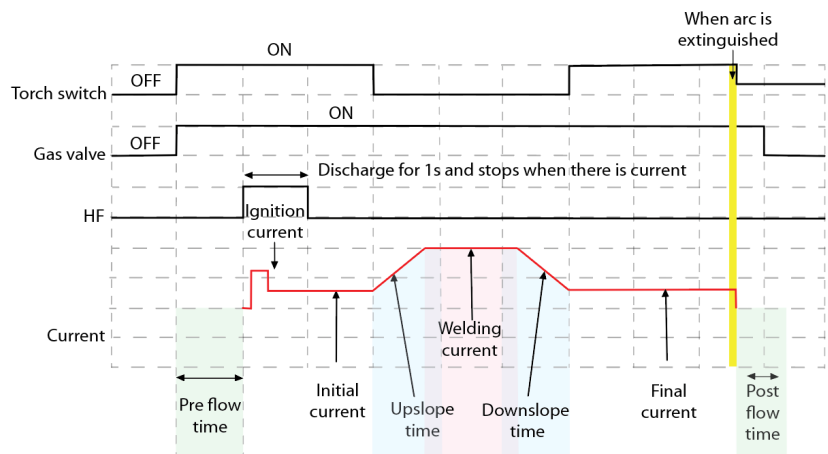 When arc is
extinguished
ON
OFF
Torch switch
ON
OFF
Gas valve
Discharge for 1s and stops when there is current
HF
Ignition
current
Current
Welding
current
Pre flow
time
Initial
current
Upslope
time
Downslope
time
Final
current
Post
flow
time